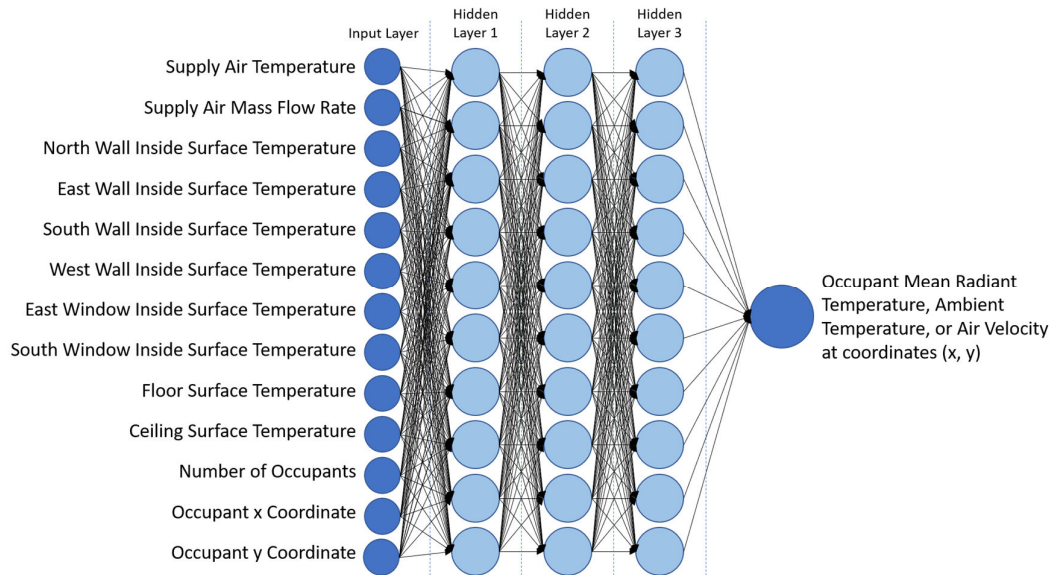 Input Layer
Hidden
Layer 1
Hidden
Layer 2
Hidden
Layer 3
Supply Air Temperature
Supply Air Mass Flow Rate
North Wall Inside Surface Temperature
East Wall Inside Surface Temperature
South Wall Inside Surface Temperature
West Wall Inside Surface Temperature
East Window Inside Surface Temperature
South Window Inside Surface Temperature
Floor Surface Temperature
Ceiling Surface Temperature
Number of Occupants
Occupant x Coordinate
Occupant y Coordinate
Occupant Mean Radiant
Temperature, Ambient
Temperature, or Air Velocity
at coordinates (x, y)